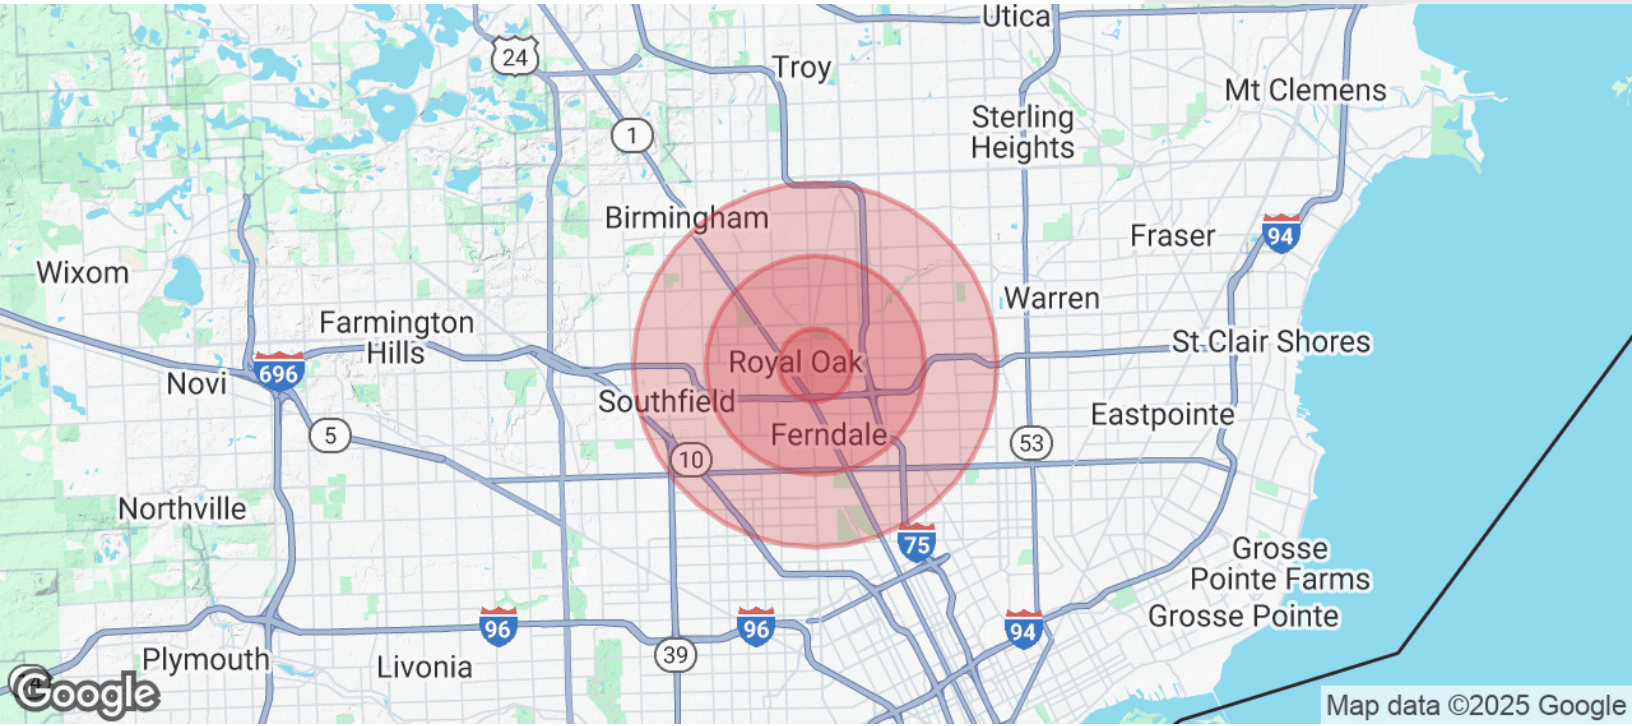 Utica
24
Troy
Mt Clemens
1
Sterling
Heights
Birmingham
Fraser
94
Wixom
Warren
Farmington
Hills
St Clair Shores
Royal Oak
696
Novi
Southfield
Eastpointe
5
Ferndale
53
10
Northville
75
Grosse
Pointe Farms
Grosse Pointe
96
96
94
39
Plymouth
Livonia
14
Google
Map data ©2025 Google